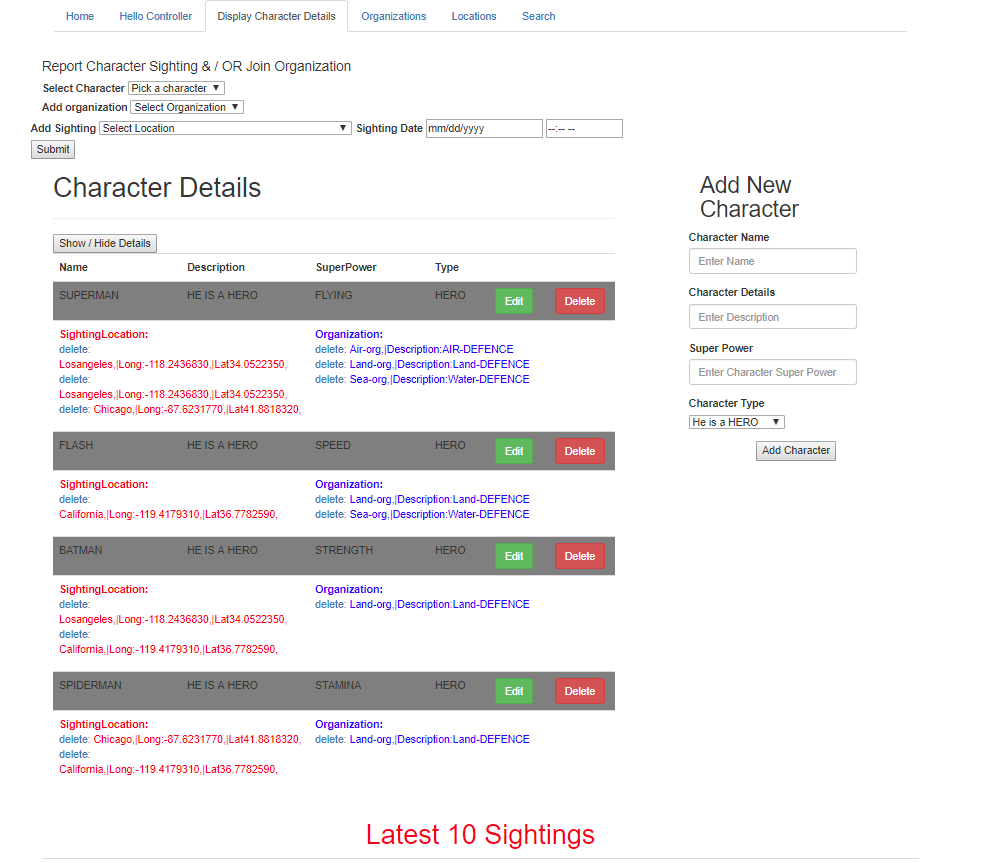 Home Hello Controller Display Character Details Organizations Locations Search
Report Character Sighting & / OR Join Organization
Select Character Pick a character ▼
Add organization Select Organization ▼
Add Sighting Select Location ▼ Sighting Date mm/dd/yyyy --:-- --
Submit
Character Details
Show / Hide Details
Name Description SuperPower Type
SUPERMAN HE IS A HERO FLYING HERO Edit Delete
SightingLocation:
delete:
Losangeles,|Long:-118.2436830,|Lat34.0522350,
delete:
Losangeles,|Long:-118.2436830,|Lat34.0522350,
delete: Chicago,|Long:-87.6231770,|Lat41.8818320,
Organization:
delete: Air-org,|Description:AIR-DEFENCE
delete: Land-org,|Description:Land-DEFENCE
delete: Sea-org,|Description:Water-DEFENCE
FLASH HE IS A HERO SPEED HERO Edit Delete
SightingLocation:
delete:
California,|Long:-119.4179310,|Lat36.7782590,
Organization:
delete: Land-org,|Description:Land-DEFENCE
delete: Sea-org,|Description:Water-DEFENCE
BATMAN HE IS A HERO STRENGTH HERO Edit Delete
SightingLocation:
delete:
Losangeles,|Long:-118.2436830,|Lat34.0522350,
delete:
California,|Long:-119.4179310,|Lat36.7782590,
Organization:
delete: Land-org,|Description:Land-DEFENCE
SPIDERMAN HE IS A HERO STAMINA HERO Edit Delete
SightingLocation:
delete: Chicago,|Long:-87.6231770,|Lat41.8818320,
delete:
California,|Long:-119.4179310,|Lat36.7782590,
Organization:
delete: Land-org,|Description:Land-DEFENCE
Add New
Character
Character Name
Enter Name
Character Details
Enter Description
Super Power
Enter Character Super Power
Character Type
He is a HERO ▼
Add Character
Latest 10 Sightings